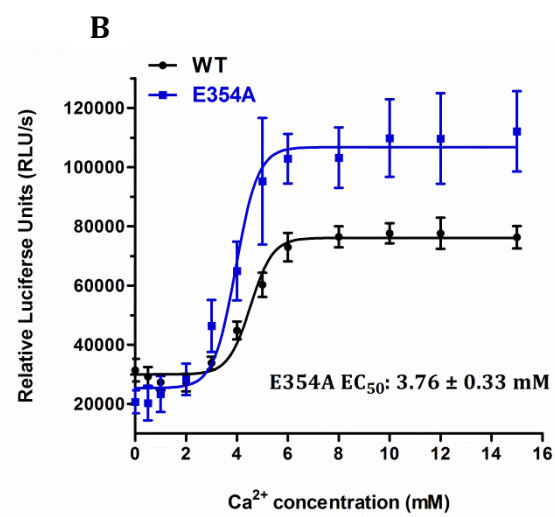 B
WT
E354A
Relative Luciferse Units (RLU/s)
120000
100000
80000
60000
40000
20000
E354A EC50: 3.76 ± 0.33 mM
0 2 4 6 8 10 12 14 16
Ca2+ concentration (mM)